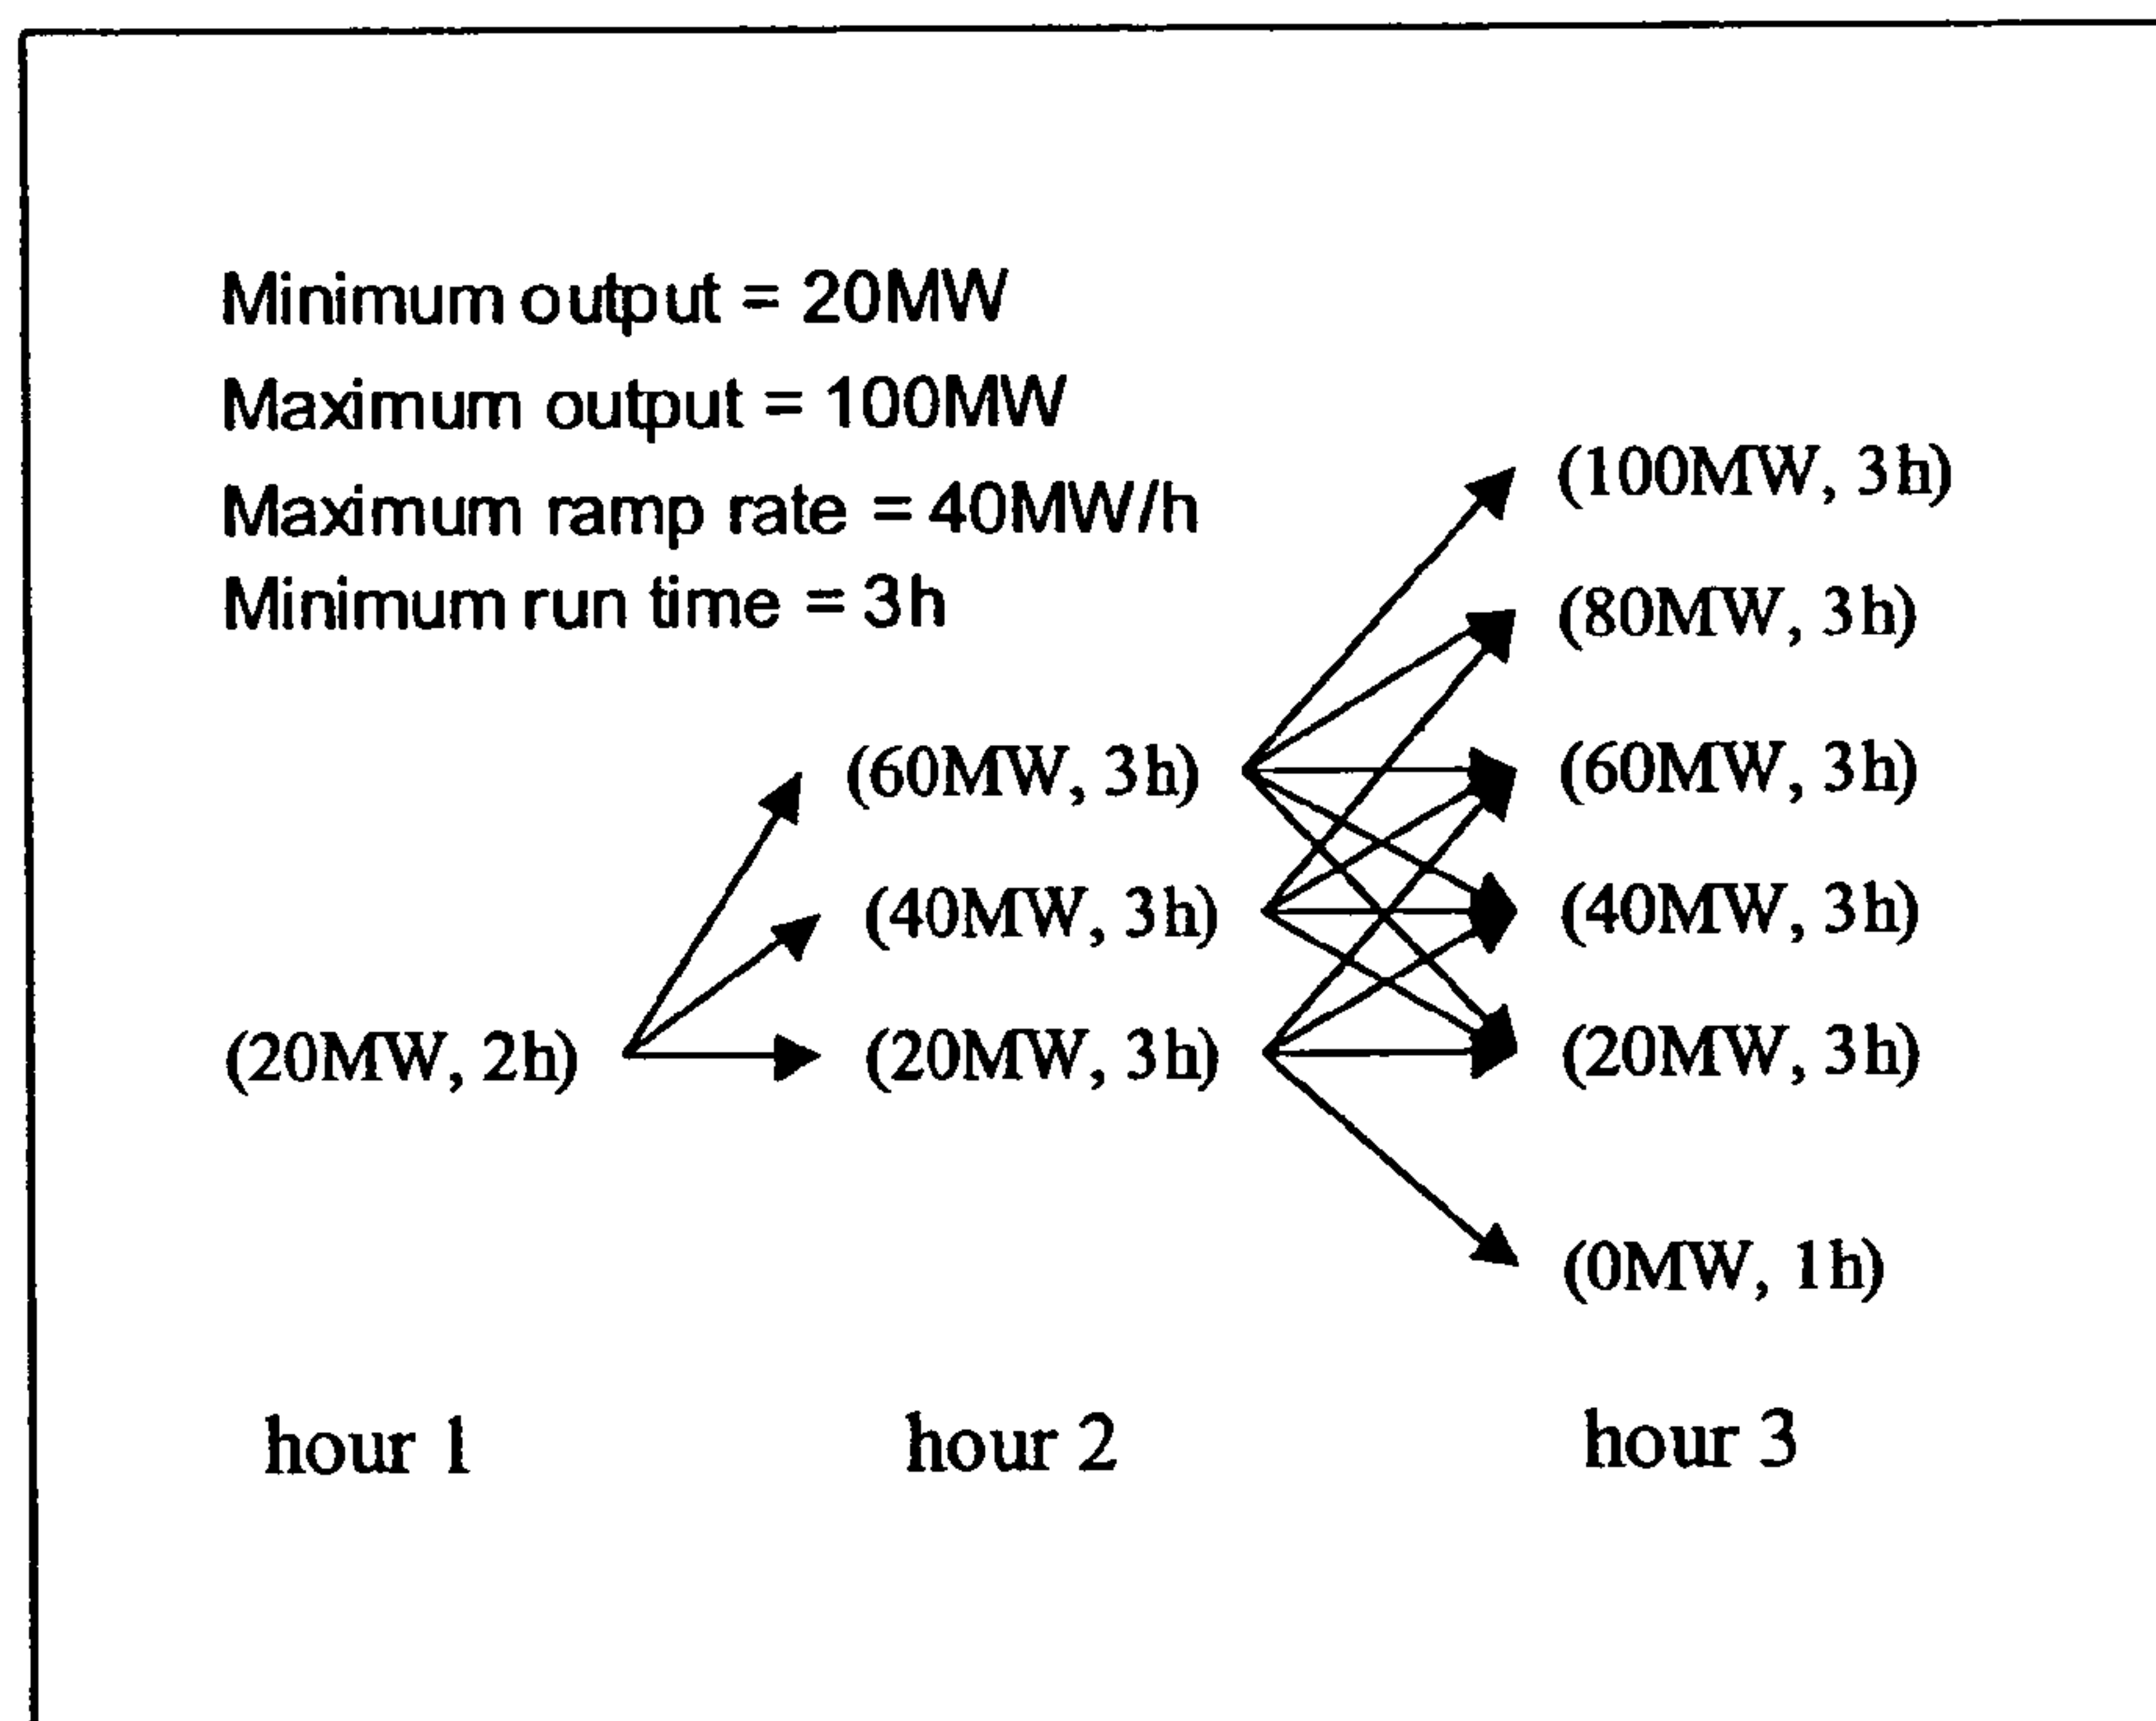 Minimum output = 20MW
Maximum output = 100MW
Maximum ramp rate = 40MW/h
Minimum run time = 3h
(100MW, 3h)
(80MW, 3h)
(60MW, 3h)
(60MW, 3h)
(40MW, 3h)
(40MW, 3h)
(20MW, 2h)
(20MW, 3h)
(20MW, 3h)
(0MW, 1h)
hour 1
hour 2
hour 3